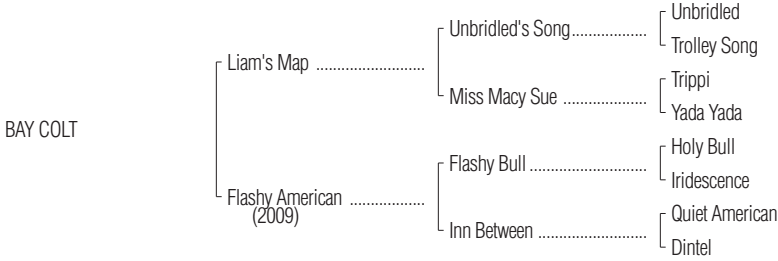 Unbridled
Unbridled's Song..................
Trolley Song
Liam's Map ..........................
Trippi
Miss Macy Sue ....................
Yada Yada
BAY COLT
Holy Bull
Flashy Bull ............................
Iridescence
Flashy American ..................
(2009)
Quiet American
Inn Between ..........................
Dintel